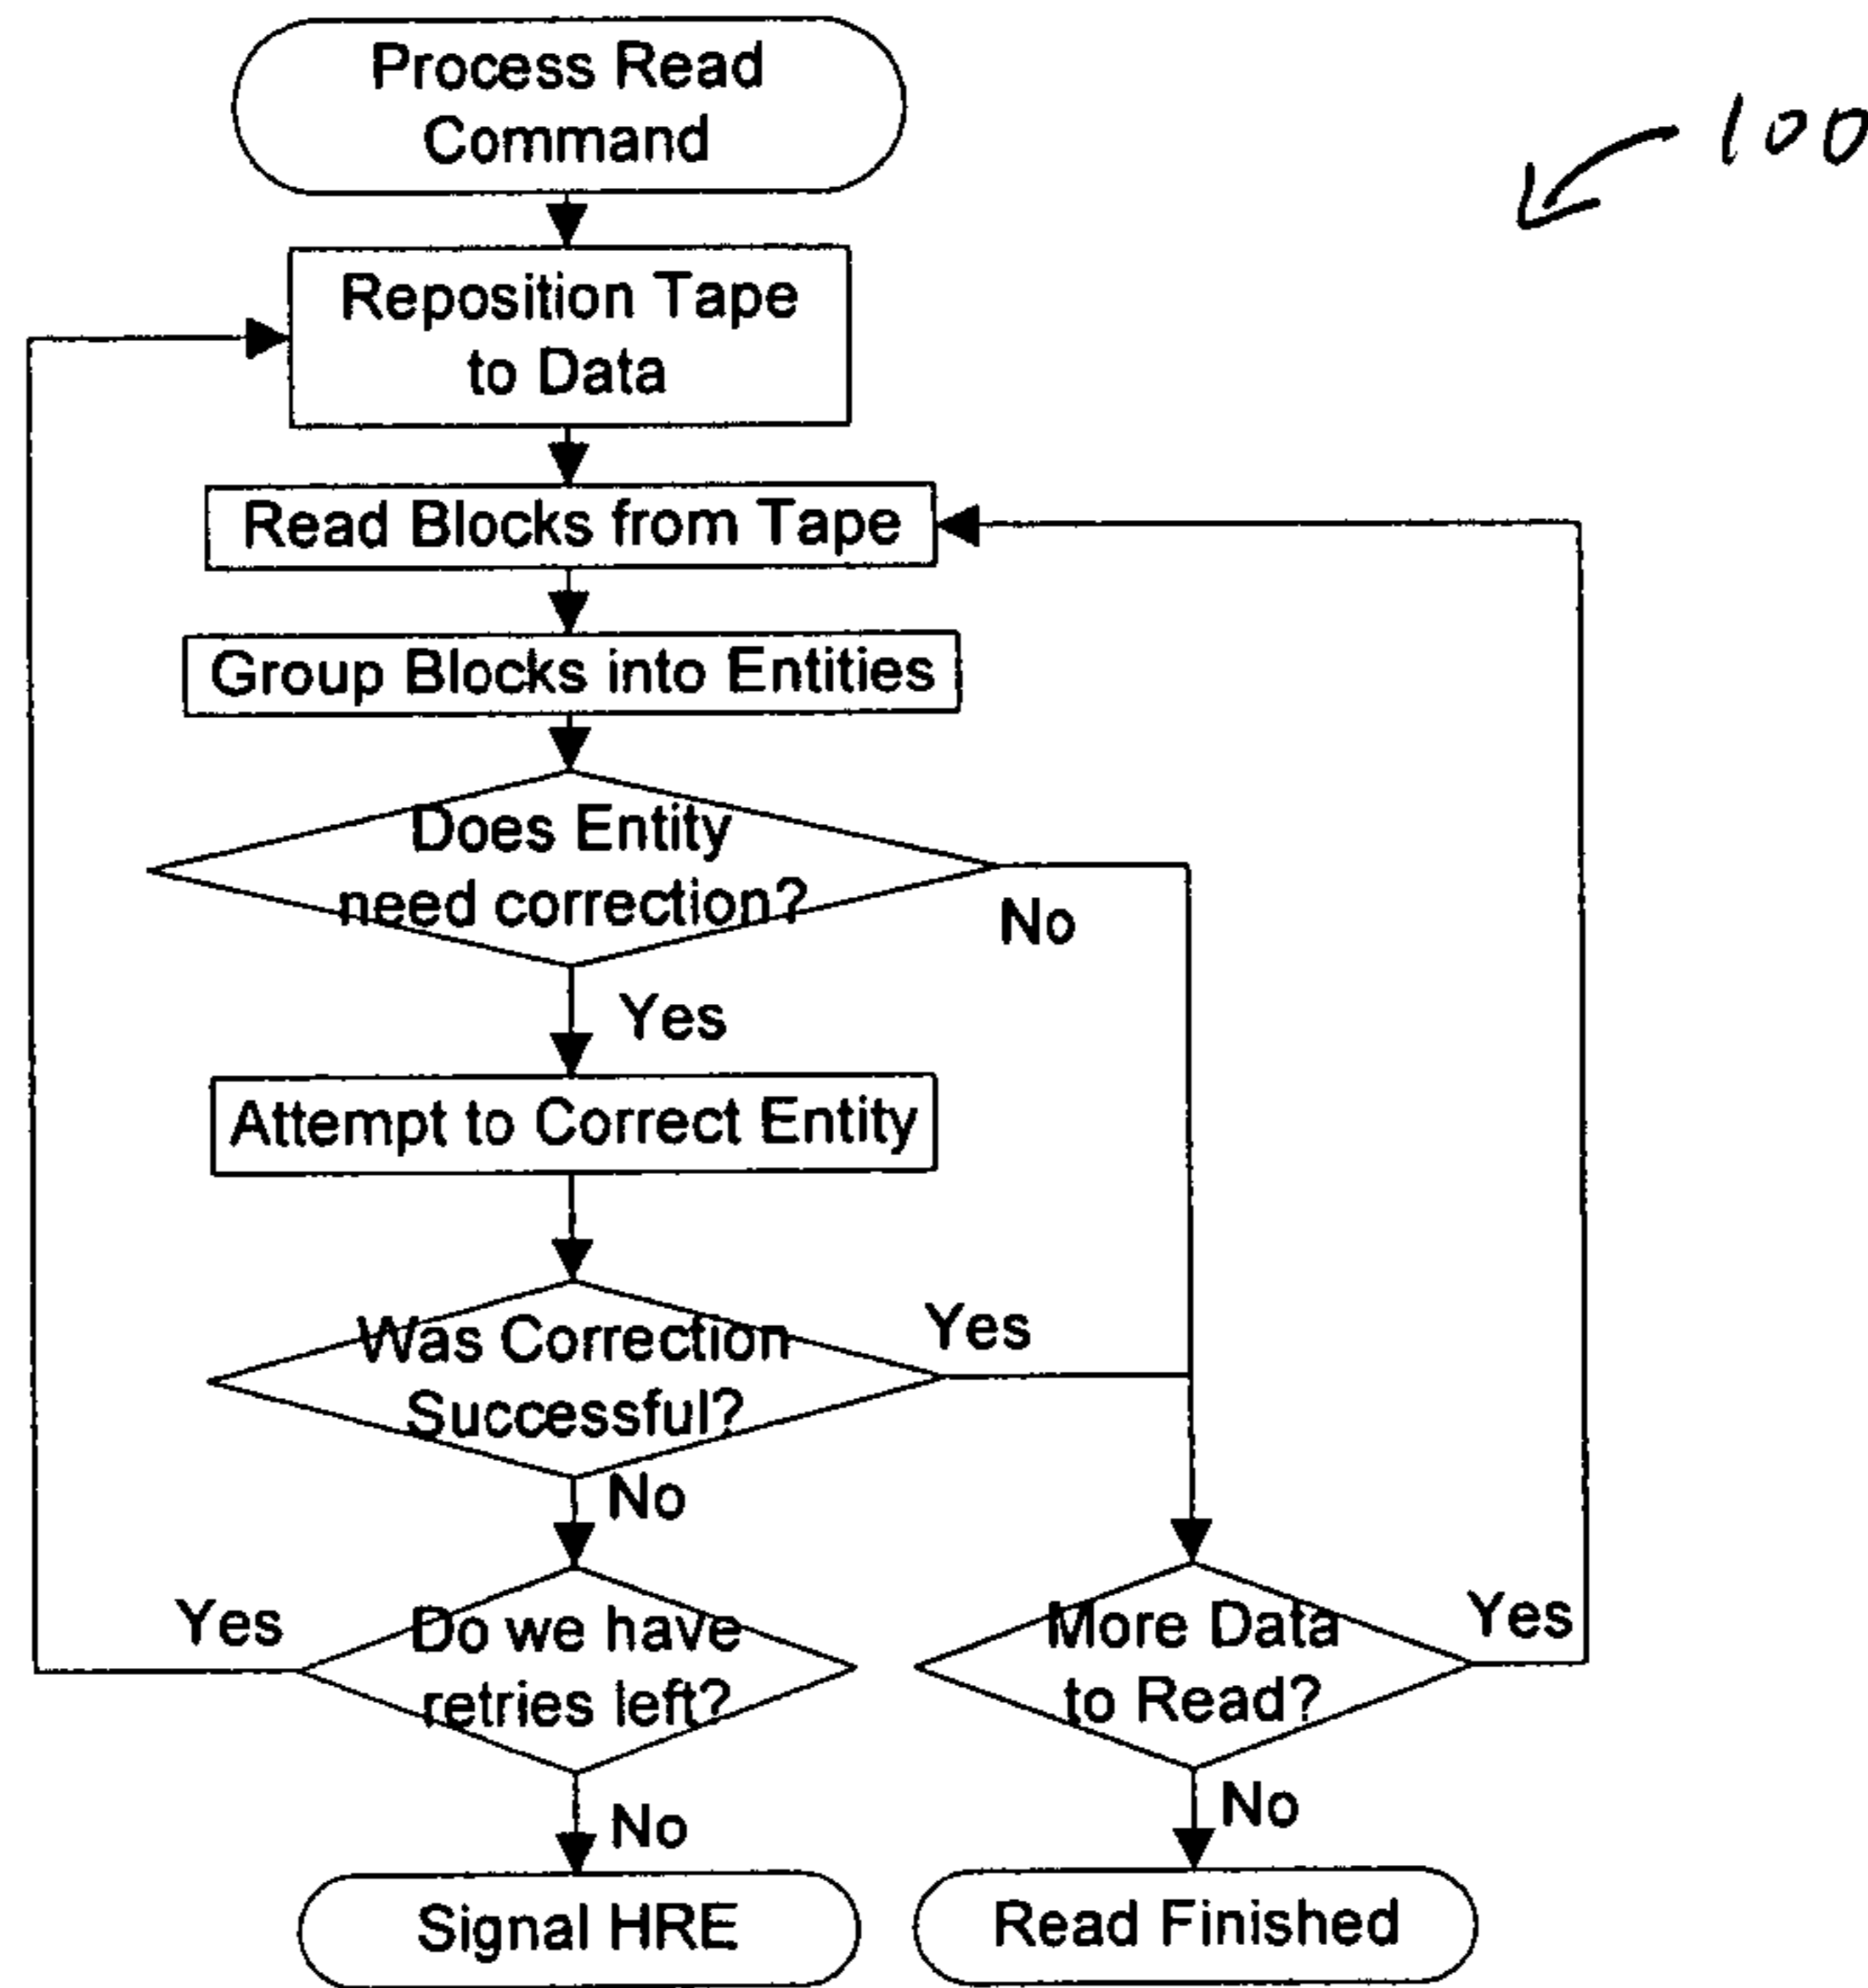 Process Read
Command
100
Reposition Tape
to Data
Read Blocks from Tape
Group Blocks into Entities
Does Entity
need correction?
No
Yes
Attempt to Correct Entity
Was Correction
Successful?
Yes
No
Yes
Do we have
retries left?
More Data
to Read?
Yes
No
No
Signal HRE
Read Finished